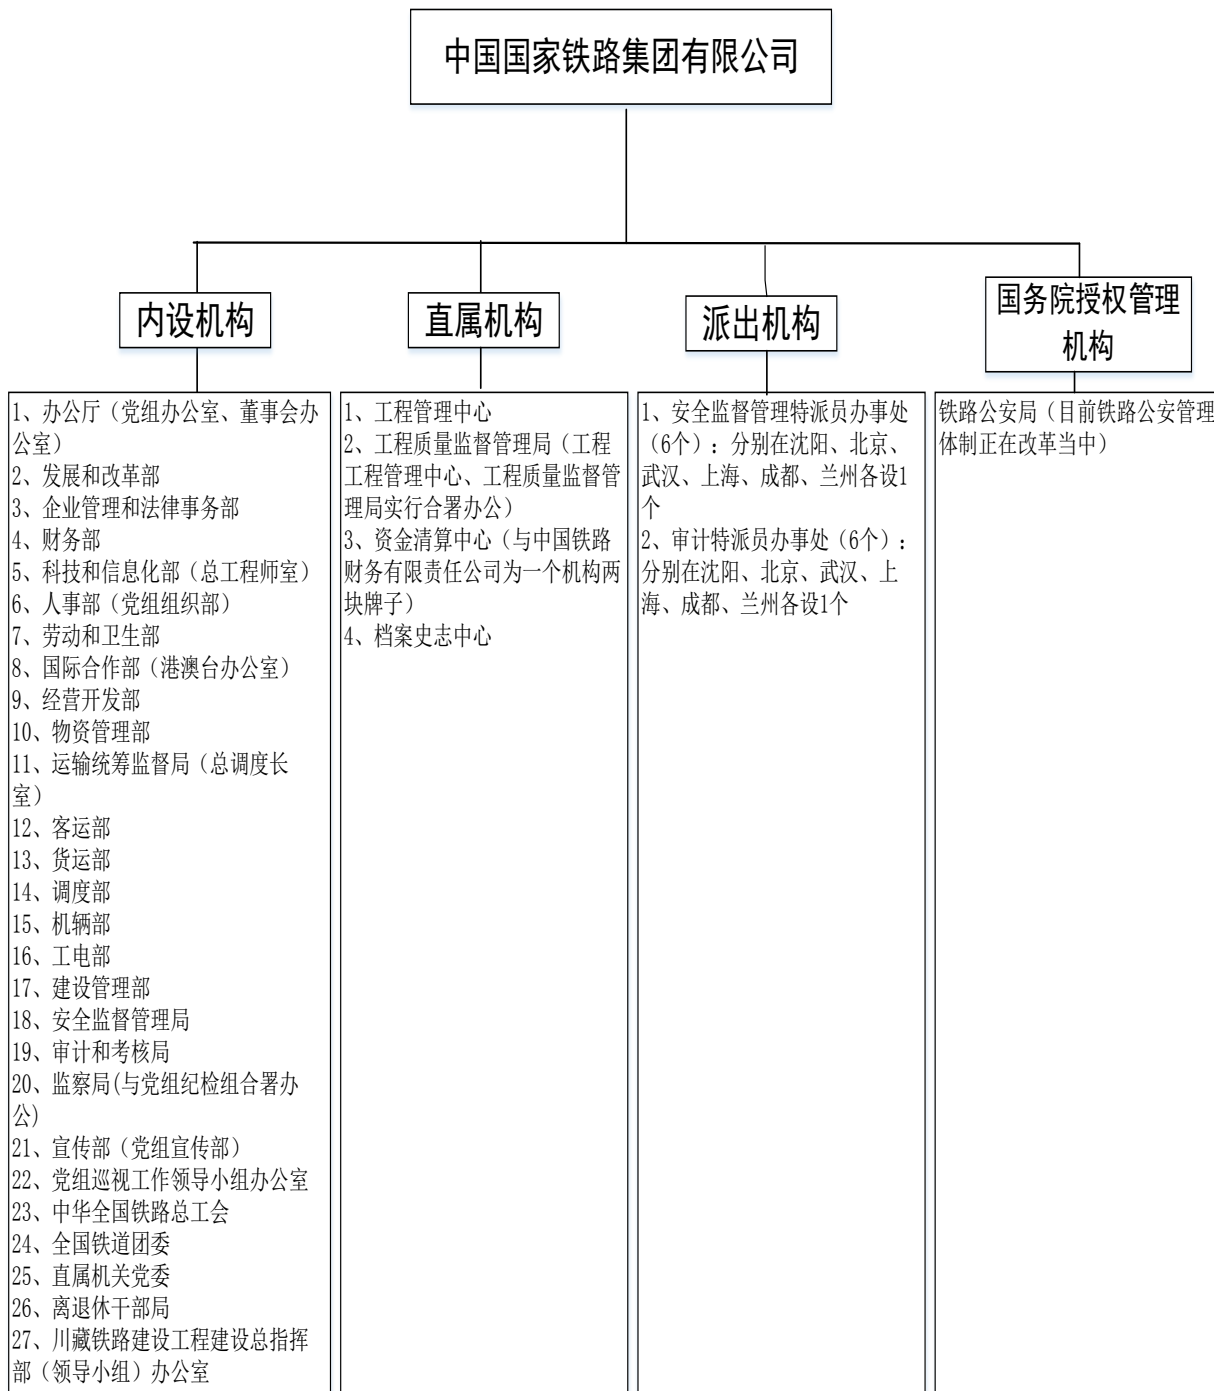 中国国家铁路集团有限公司
内设机构
直属机构
派出机构
国务院授权管理
机构
1、办公厅（党组办公室、董事会办
公室）
2、发展和改革部
3、企业管理和法律事务部
4、财务部
5、科技和信息化部（总工程师室）
6、人事部（党组组织部）
7、劳动和卫生部
8、国际合作部（港澳台办公室）
9、经营开发部
10、物资管理部
11、运输统筹监督局（总调度长
室）
12、客运部
13、货运部
14、调度部
15、机辆部
16、工电部
17、建设管理部
18、安全监督管理局
19、审计和考核局
20、监察局(与党组纪检组合署办
公)
21、宣传部（党组宣传部）
22、党组巡视工作领导小组办公室
23、中华全国铁路总工会
24、全国铁道团委
25、直属机关党委
26、离退休干部局
27、川藏铁路建设工程建设总指挥
部（领导小组）办公室
1、工程管理中心
2、工程质量监督管理局（工程
工程管理中心、工程质量监督管
理局实行合署办公）
3、资金清算中心（与中国铁路
财务有限责任公司为一个机构两
块牌子）
4、档案史志中心
1、安全监督管理特派员办事处
（6个）：分别在沈阳、北京、
武汉、上海、成都、兰州各设1
个
2、审计特派员办事处（6个）：
分别在沈阳、北京、武汉、上
海、成都、兰州各设1个
铁路公安局（目前铁路公安管理
体制正在改革当中）